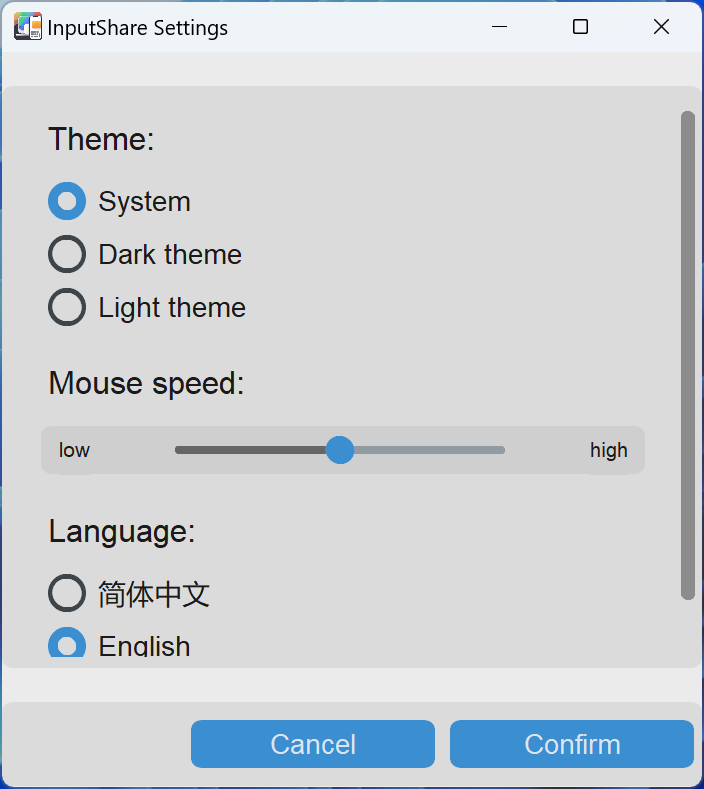 InputShare Settings
Theme:
System
Dark theme
Light theme
Mouse speed:
low high
Language:
简体中文
English
Cancel Confirm